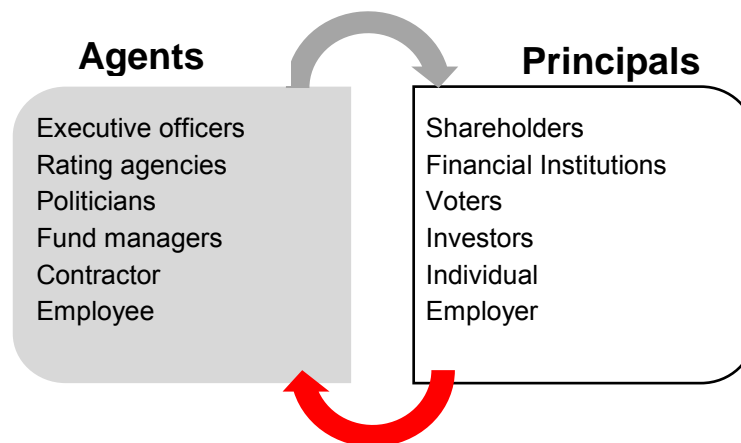 Agents
Principals
Executive officers
Rating agencies
Politicians
Fund managers
Contractor
Employee
Shareholders
Financial Institutions
Voters
Investors
Individual
Employer